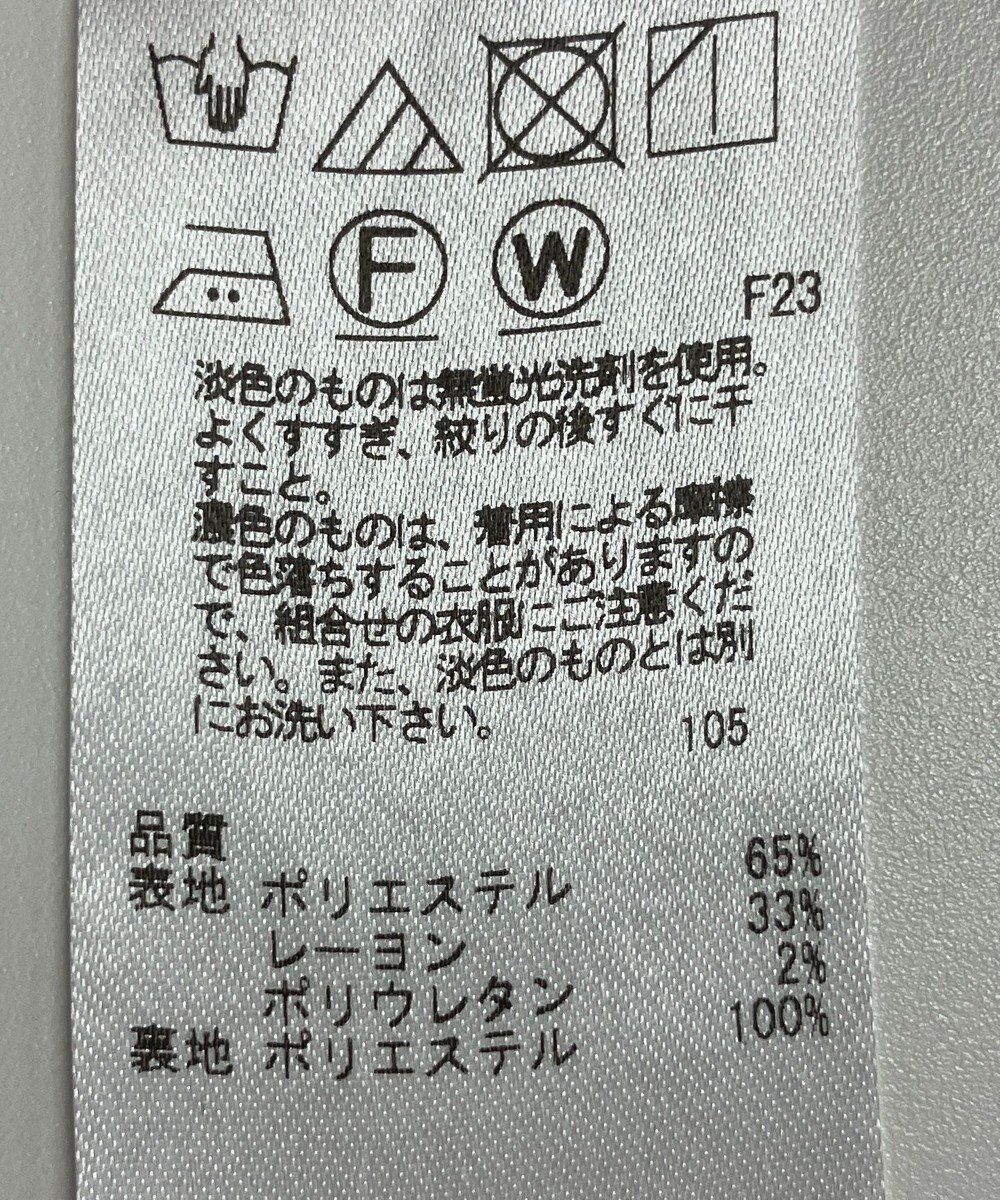 F W
F23
淡色のものは無蛍光洗剤を使用。
よくすすぎ、絞りの後すぐに干
すこと。
濃色のものは、着用による摩擦
で色落ちすることがありますの
で、組合せの衣服にご注意くだ
さい。また、淡色のものとは別
にお洗い下さい。 105
品質
表地 ポリエステル 65%
レーヨン 33%
ポリウレタン 2%
裏地 ポリエステル 100%